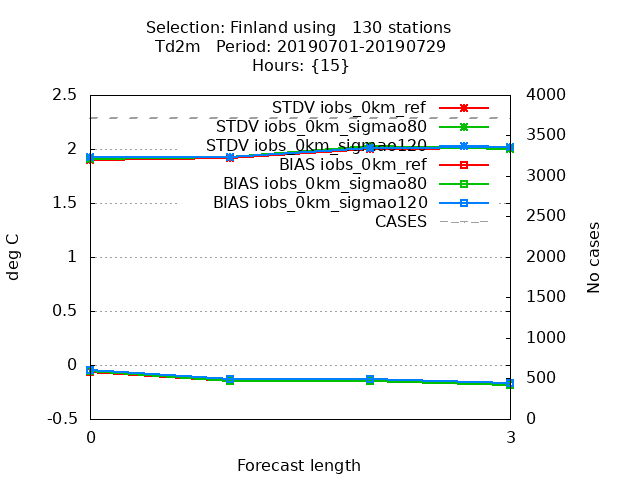 Selection: Finland using   130 stations
Td2m   Period: 20190701-20190729
Hours: {15}
2.5
2
1.5
1
0.5
0
-0.5
deg C
4000
3500
3000
2500
2000
1500
1000
500
0
No cases
STDV iobs_0km_ref
STDV iobs_0km_sigmao80
STDV iobs_0km_sigmao120
BIAS iobs_0km_ref
BIAS iobs_0km_sigmao80
BIAS iobs_0km_sigmao120
CASES
0 3
Forecast length